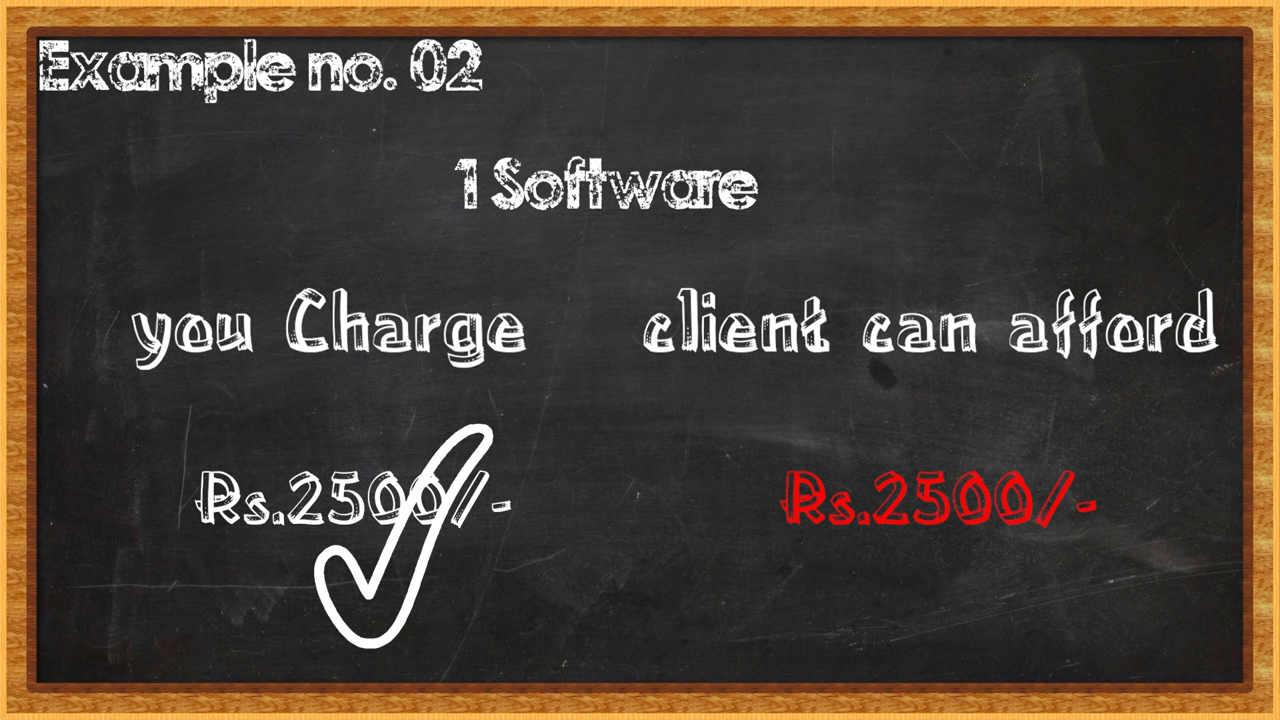 Example no. 02
1 Software
you Charge client can afford
Rs.2500/- Rs.2500/-